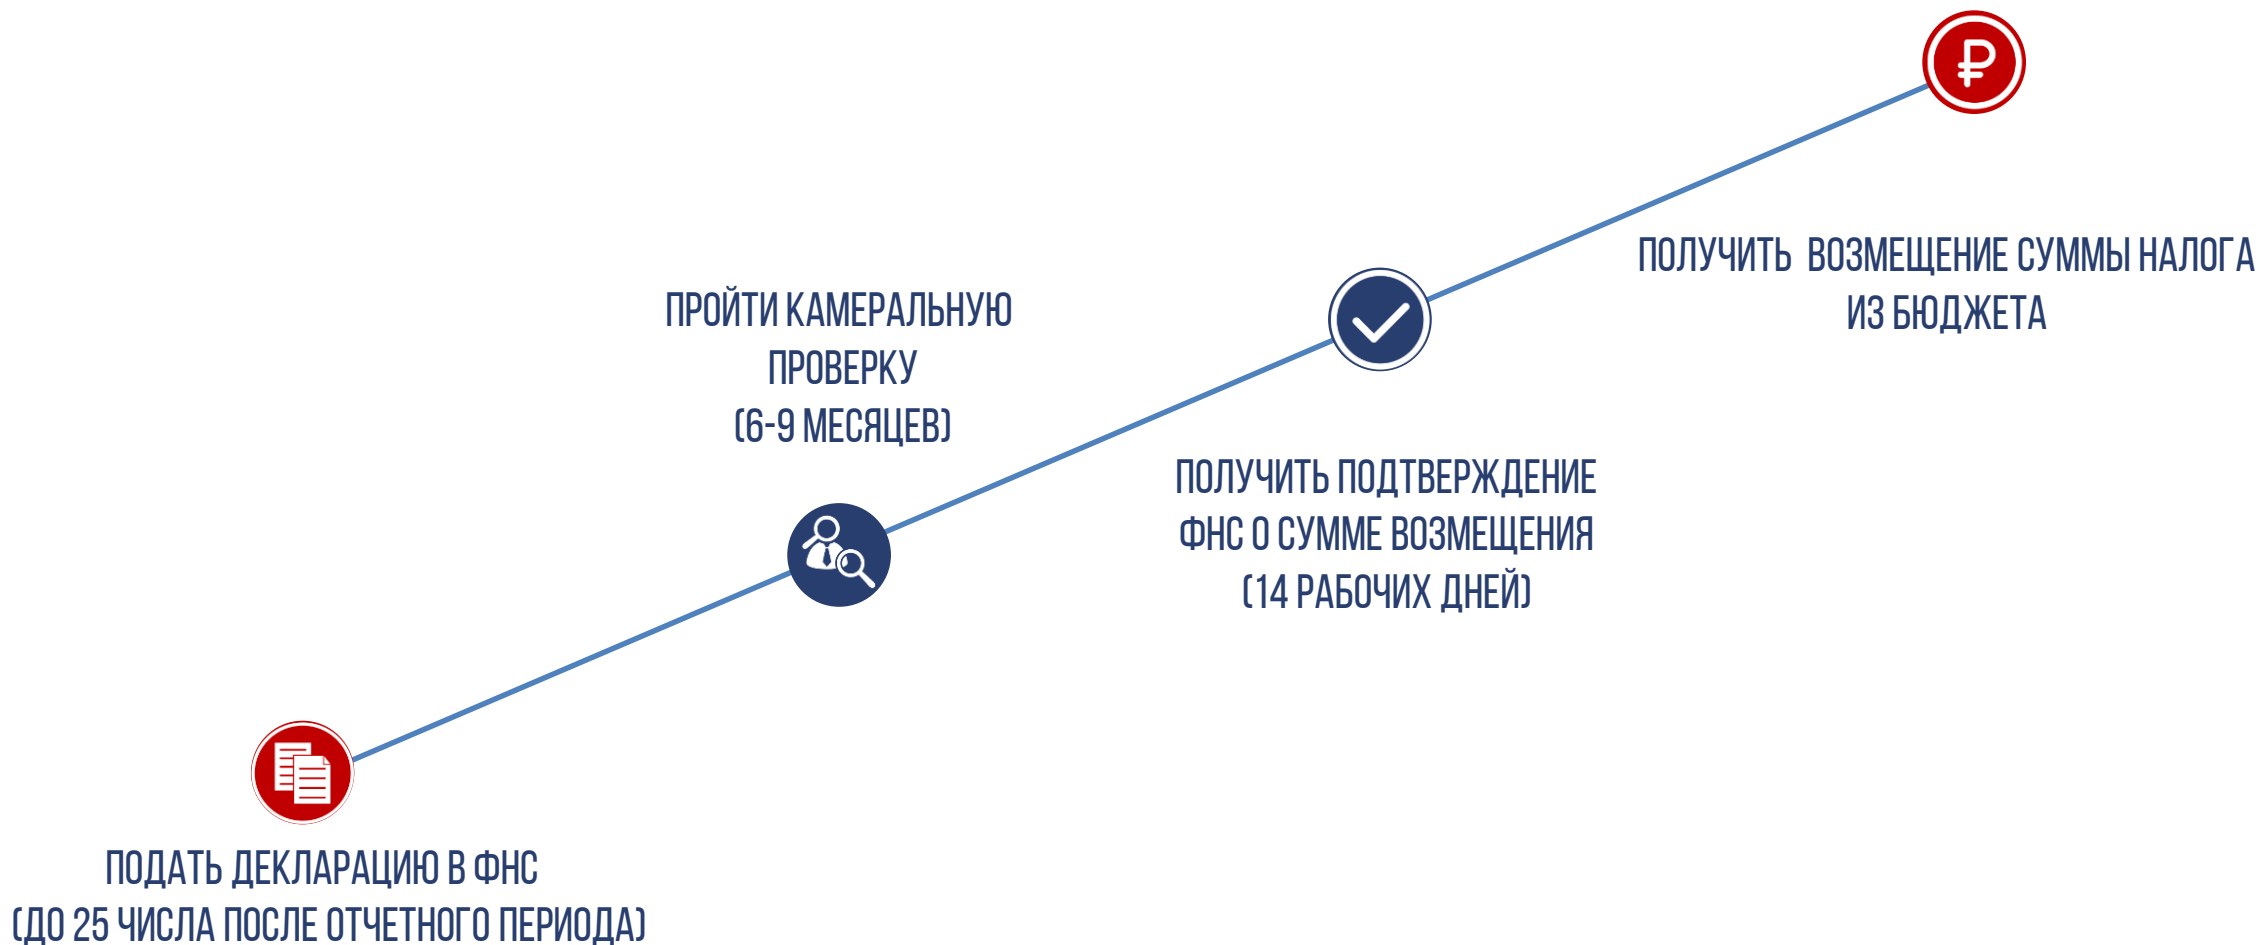 ПОДАТЬ ДЕКЛАРАЦИЮ В ФНС
(ДО 25 ЧИСЛА ПОСЛЕ ОТЧЕТНОГО ПЕРИОДА)
ПРОЙТИ КАМЕРАЛЬНУЮ
ПРОВЕРКУ
(6-9 МЕСЯЦЕВ)
ПОЛУЧИТЬ ПОДТВЕРЖДЕНИЕ
ФНС О СУММЕ ВОЗМЕЩЕНИЯ
(14 РАБОЧИХ ДНЕЙ)
ПОЛУЧИТЬ ВОЗМЕЩЕНИЕ СУММЫ НАЛОГА
ИЗ БЮДЖЕТА
₽